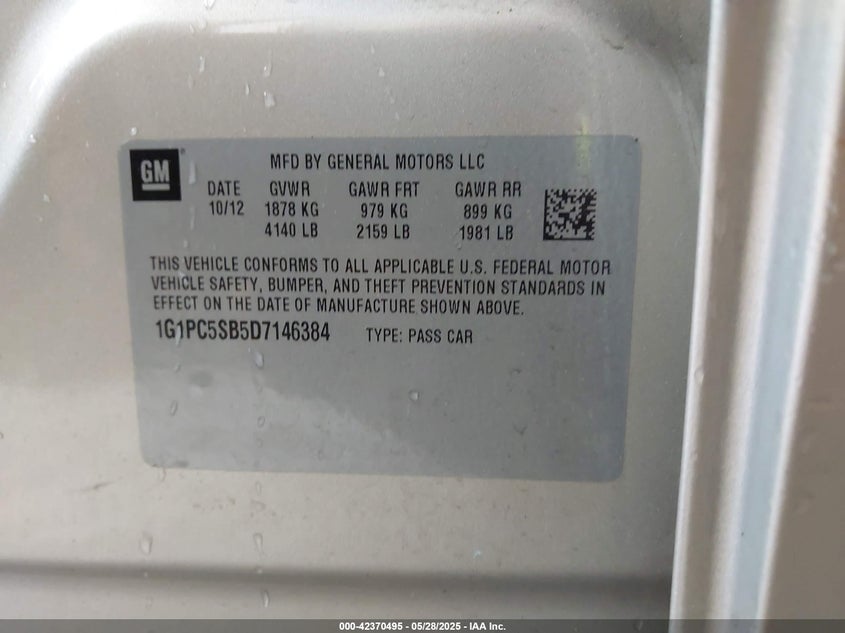 GM
MFD BY GENERAL MOTORS LLC
DATE GVWR GAWR FRT GAWR RR
10/12 1878 KG 979 KG 899 KG
4140 LB 2159 LB 1981 LB
THIS VEHICLE CONFORMS TO ALL APPLICABLE U.S. FEDERAL MOTOR
VEHICLE SAFETY, BUMPER, AND THEFT PREVENTION STANDARDS IN
EFFECT ON THE DATE OF MANUFACTURE SHOWN ABOVE.
1G1PC5SB5D7146384 TYPE: PASS CAR
000-42370495 - 05/28/2025 - IAA Inc.